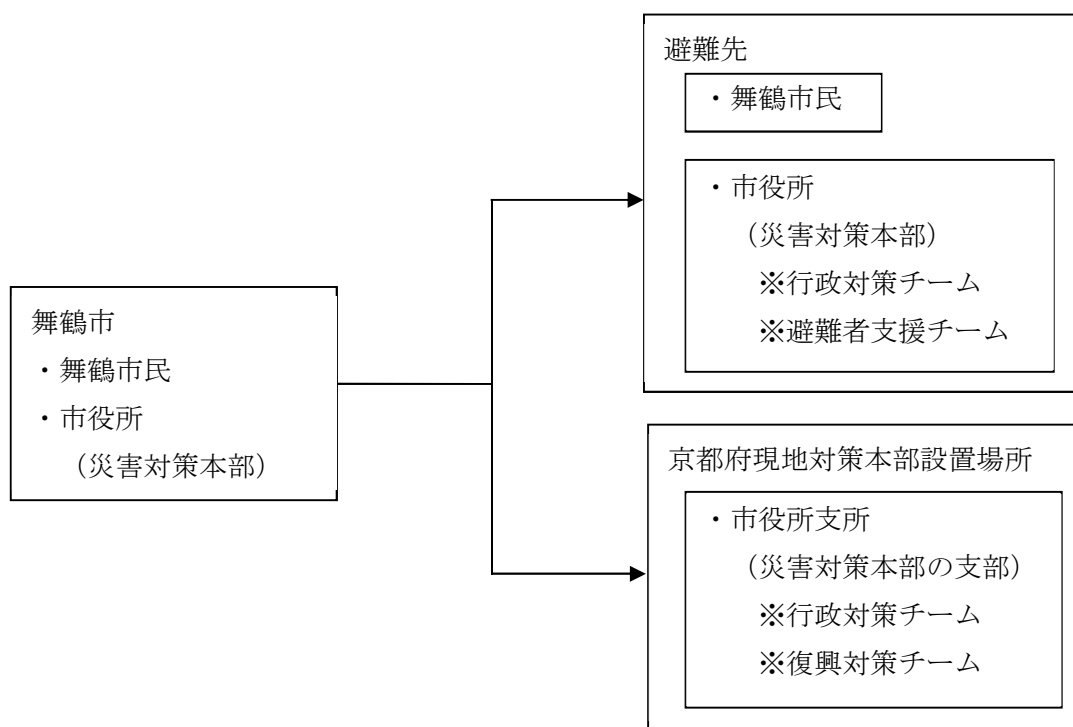 避難先
・舞鶴市民
・市役所
（災害対策本部）
※行政対策チーム
※避難者支援チーム
舞鶴市
・舞鶴市民
・市役所
（災害対策本部）
京都府現地対策本部設置場所
・市役所支所
（災害対策本部の支部）
※行政対策チーム
※復興対策チーム